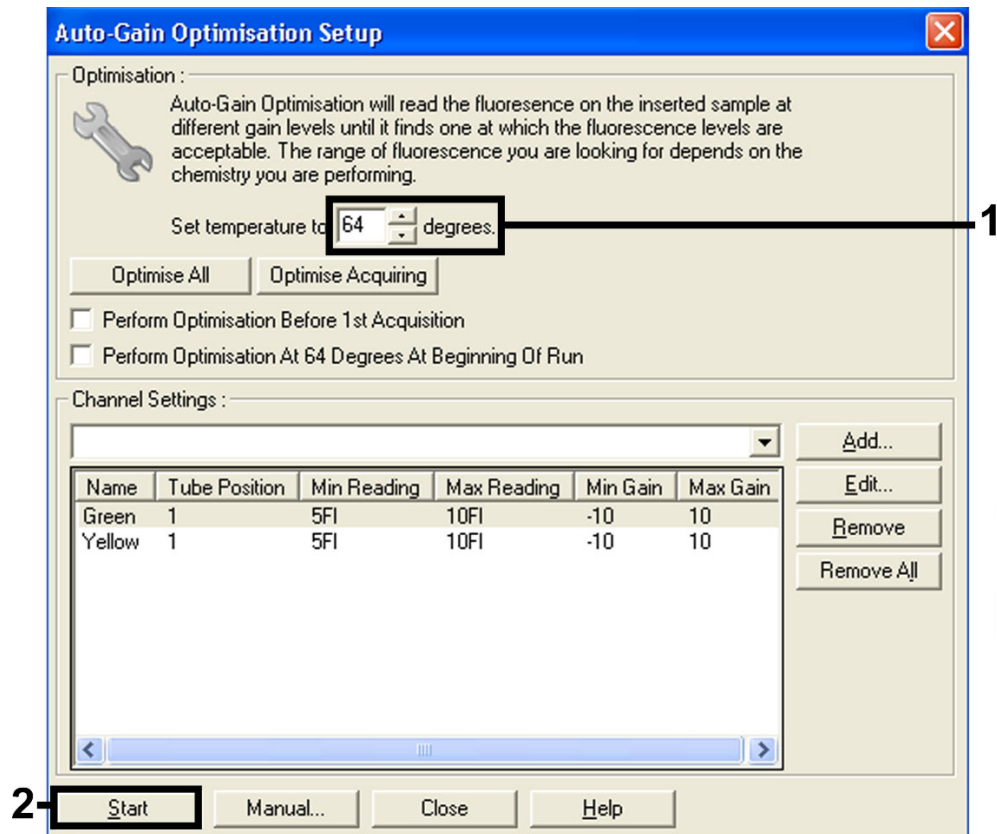 Auto-Gain Optimisation Setup
Optimisation :
Auto-Gain Optimisation will read the fluoresence on the inserted sample at
different gain levels until it finds one at which the fluorescence levels are
acceptable. The range of fluorescence you are looking for depends on the
chemistry you are performing.
Set temperature to 64 degrees. 1
Optimise All Optimise Acquiring
Perform Optimisation Before 1st Acquisition
Perform Optimisation At 64 Degrees At Beginning Of Run
Channel Settings :
Add...
Name Tube Position Min Reading Max Reading Min Gain Max Gain Edit...
Green 1 5Fl 10Fl -10 10
Remove
Yellow 1 5Fl 10Fl -10 10
Remove All
2 Start Manual... Close Help